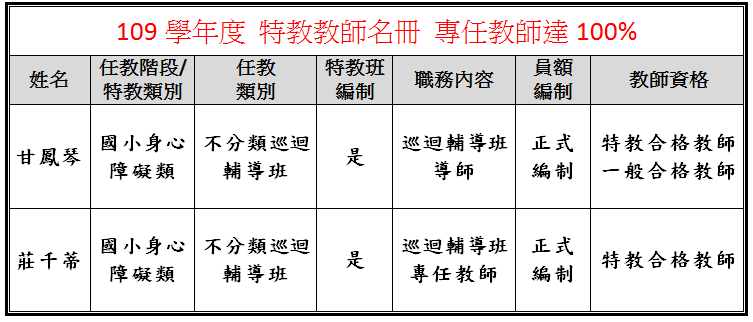 109 學年度 特教教師名冊 專任教師達 100%
姓名 任教階段/特教類別 任教類別 特教班編制 職務內容 員額編制 教師資格
甘鳳琴 國小身心障礙類 不分類巡迴輔導班 是 巡迴輔導班導師 正式編制 特教合格教師 一般合格教師
莊千蒂 國小身心障礙類 不分類巡迴輔導班 是 巡迴輔導班專任教師 正式編制 特教合格教師